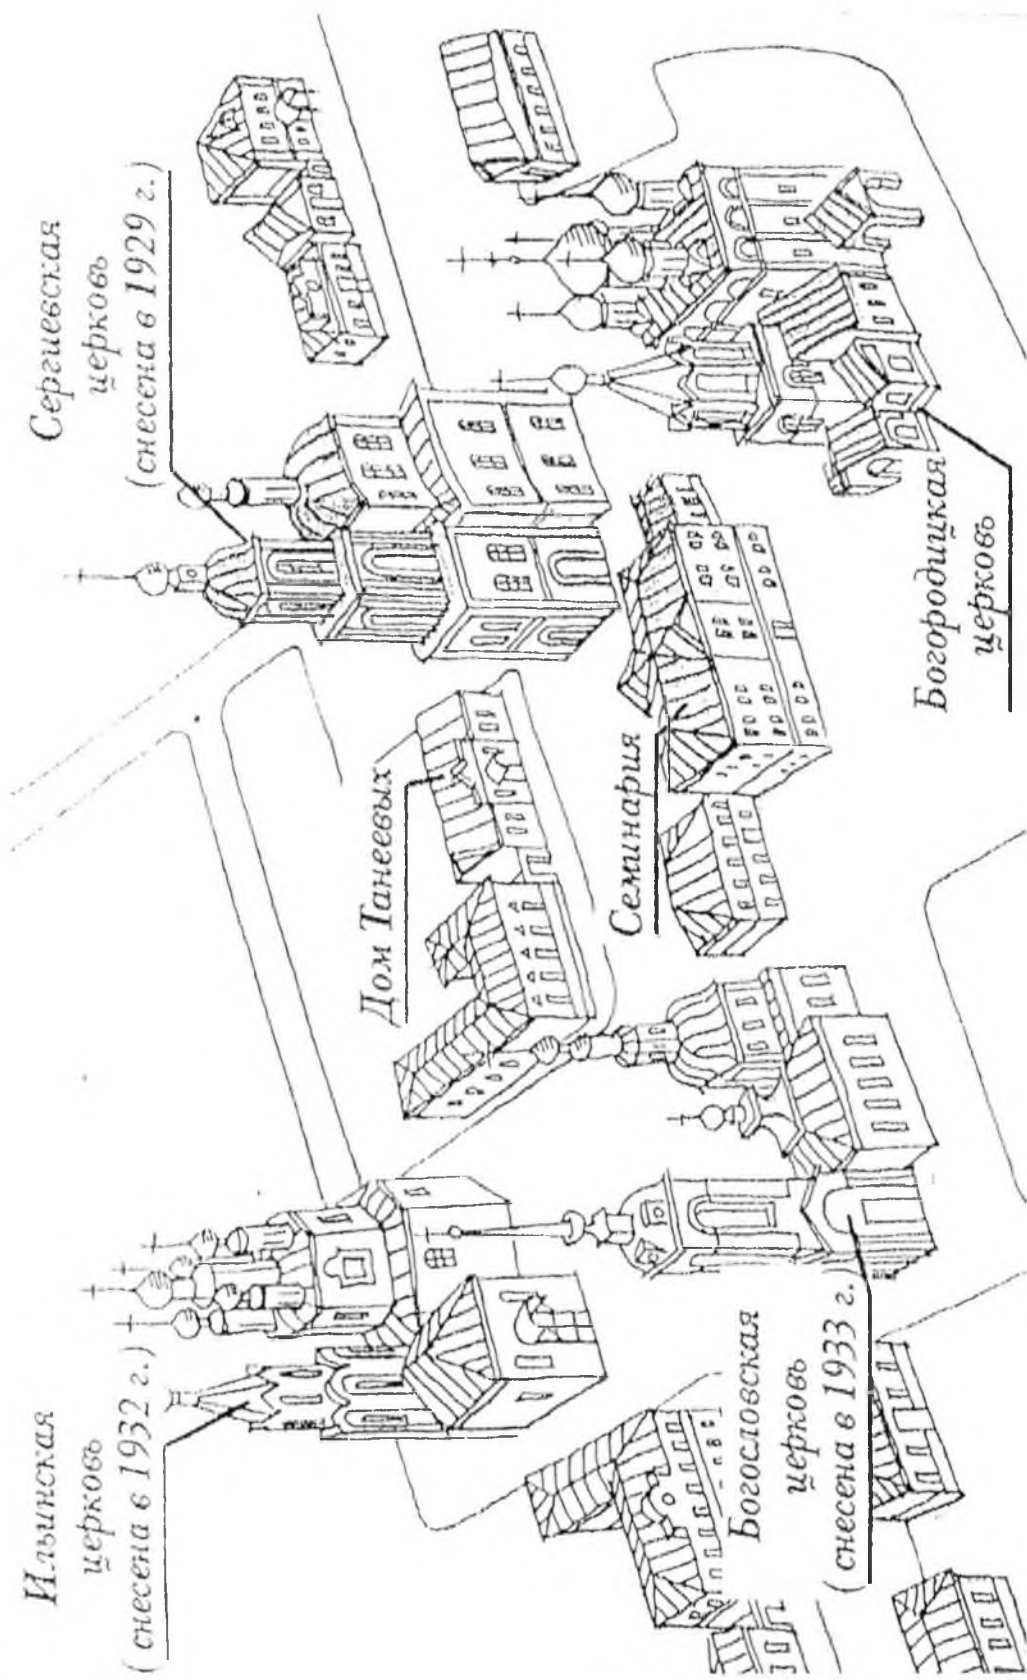 Ильинская
церковь
(снесена в 1932 г.)
Сергиевская
церковь
(снесена в 1929 г.)
Дом Танеевых
Семинария
Богословская
церковь
(снесена в 1933 г.)
Богородицкая
церковь